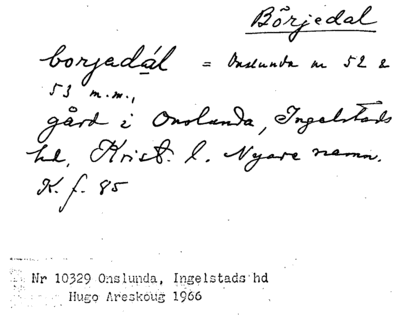 Börjedal
borjadál = Onslunda nr 52 &
53 m.m.,
gård i Onslunda, Ingelstads
hd, Krist. l. Nyare namn.
K. f. 85
Nr 10329 Onslunda, Ingelstads hd
Hugo Areskoug 1966